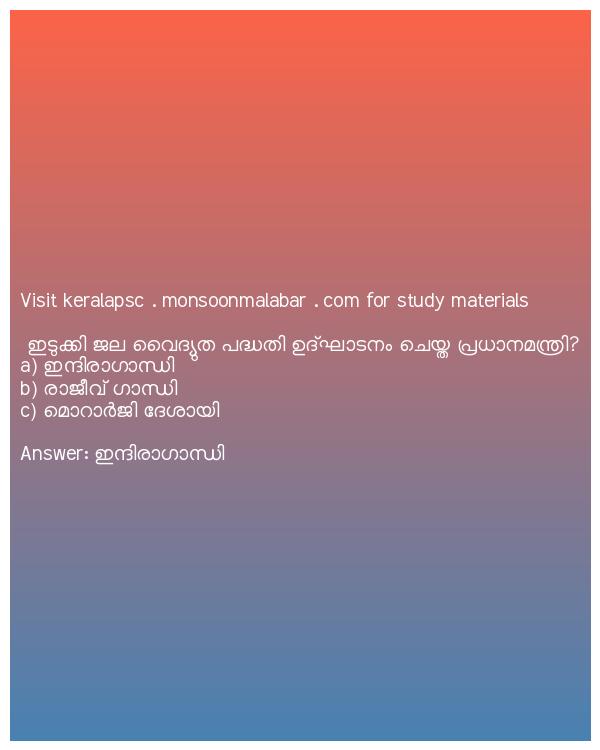 Visit keralapsc . monsoonmalabar . com for study materials
ഇടുക്കി ജല വൈദ്യുത പദ്ധതി ഉദ്ഘാടനം ചെയ്ത പ്രധാനമന്ത്രി?
a) ഇന്ദിരാഗാന്ധി
b) രാജീവ് ഗാന്ധി
c) മൊറാർജി ദേശായി
Answer: ഇന്ദിരാഗാന്ധി